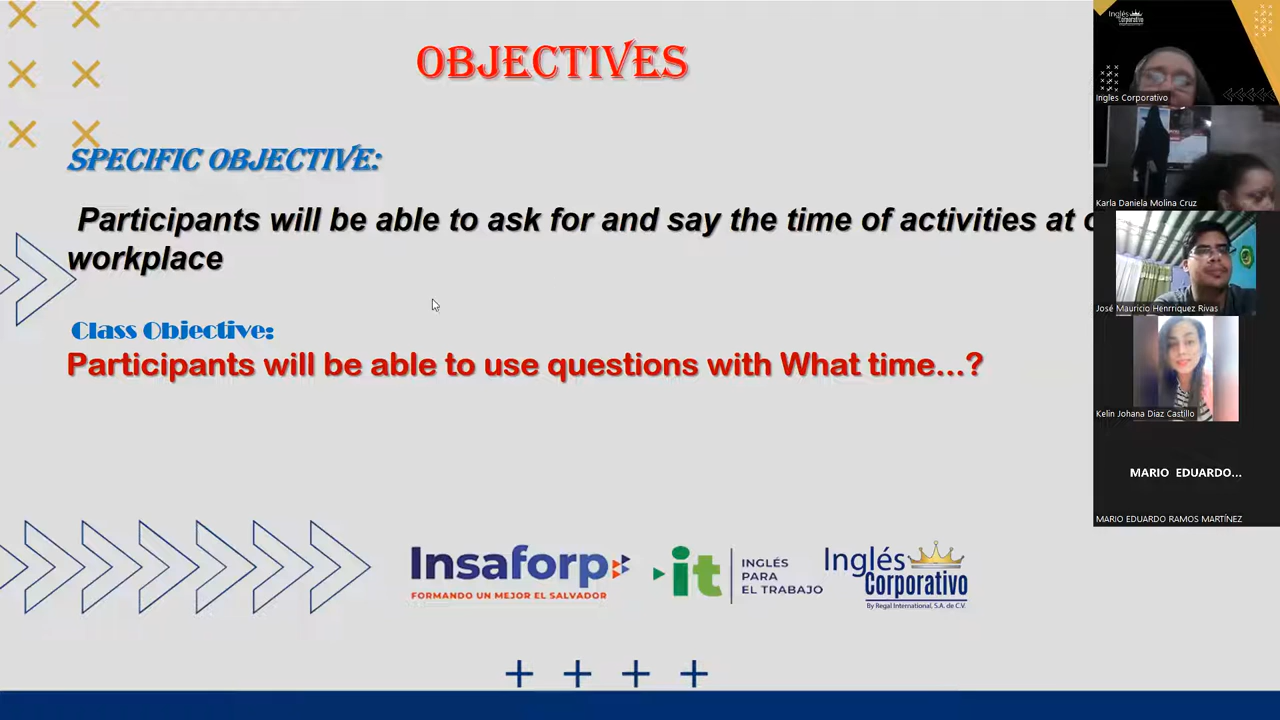 OBJECTIVES
SPECIFIC OBJECTIVE:
Participants will be able to ask for and say the time of activities at
workplace
Class Objective:
Participants will be able to use questions with What time...?
Insaforp
FORMANDO UN MEJOR EL SALVADOR
it
INGLÉS
PARA
EL TRABAJO
Inglés
Corporativo
By Regal International, S.A. de C.V.
Inglés
Corporativo
Ingles Corporativo
Karla Daniela Molina Cruz
José Mauricio Henrriquez Rivas
Kelin Johana Diaz Castillo
MARIO EDUARDO...
MARIO EDUARDO RAMOS MARTÍNEZ